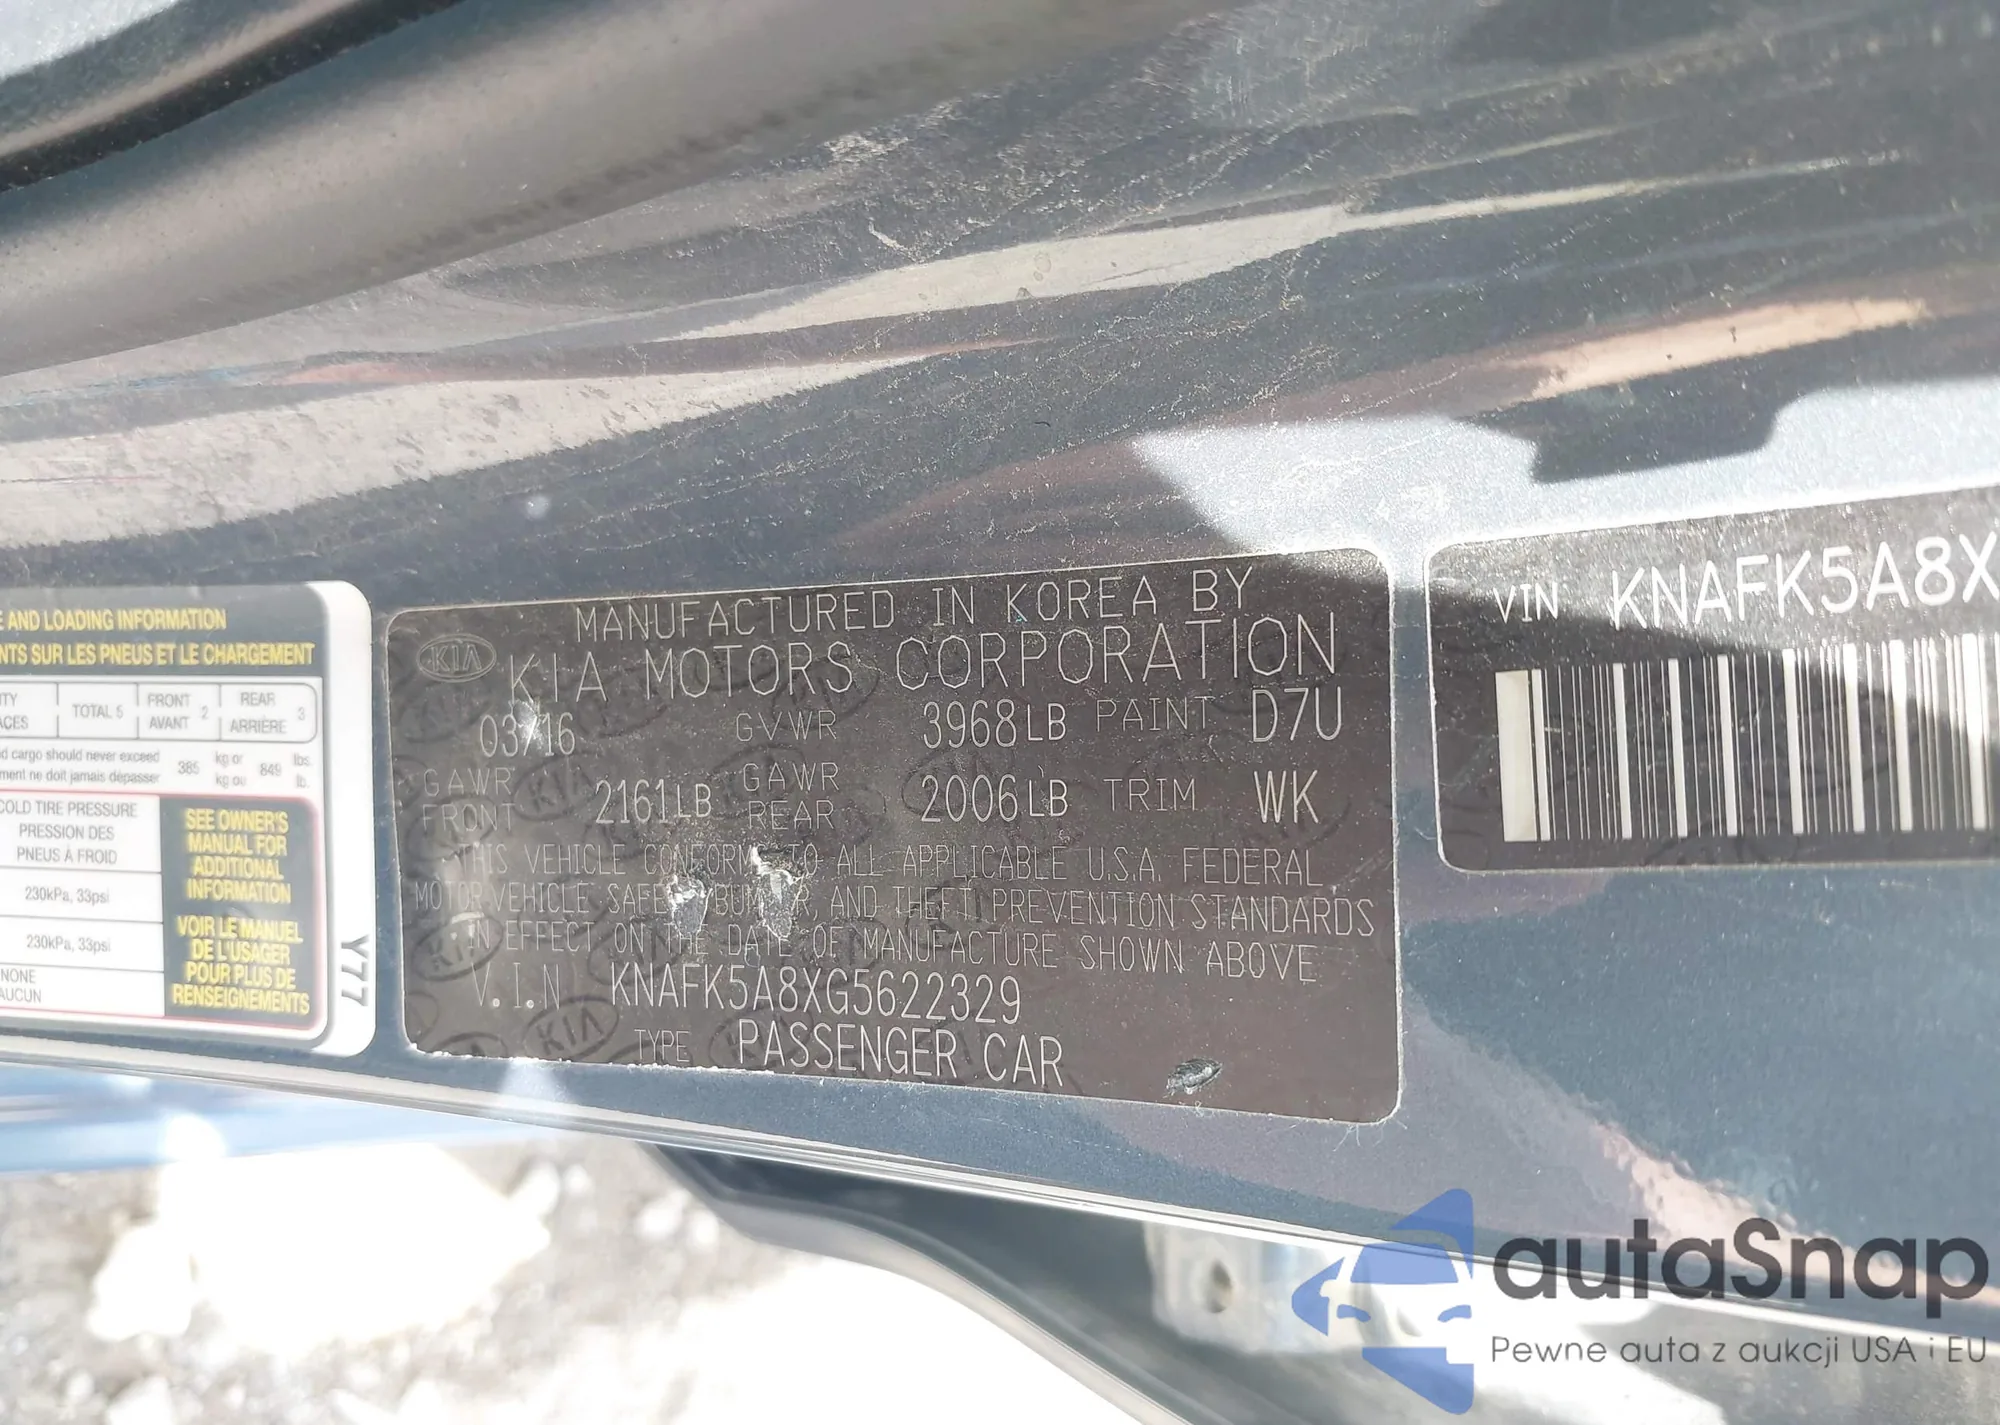 E AND LOADING INFORMATION
NTS SUR LES PNEUS ET LE CHARGEMENT
TY
ACES
TOTAL 5
FRONT
AVANT
2
REAR
ARRIÈRE
3
d cargo should never exceed
ment ne doit jamais dépasser
385
kg or
kg ou
849
lbs.
lb.
COLD TIRE PRESSURE
PRESSION DES
PNEUS À FROID
230kPa, 33psi
230kPa, 33psi
NONE
AUCUN
SEE OWNER'S
MANUAL FOR
ADDITIONAL
INFORMATION
VOIR LE MANUEL
DE L'USAGER
POUR PLUS DE
RENSEIGNEMENTS
Y77
KIA
MANUFACTURED IN KOREA BY
KIA MOTORS CORPORATION
03/16 GVWR 3968LB PAINT D7U
GAWR FRONT 2161LB GAWR REAR 2006LB TRIM WK
THIS VEHICLE CONFORMS TO ALL APPLICABLE U.S.A. FEDERAL
MOTOR VEHICLE SAFETY, BUMPER, AND THEFT PREVENTION STANDARDS
IN EFFECT ON THE DATE OF MANUFACTURE SHOWN ABOVE
V.I.N KNAFK5A8XG5622329
TYPE PASSENGER CAR
VIN KNAFK5A8X
autaSnap
Pewne auta z aukcji USA i EU